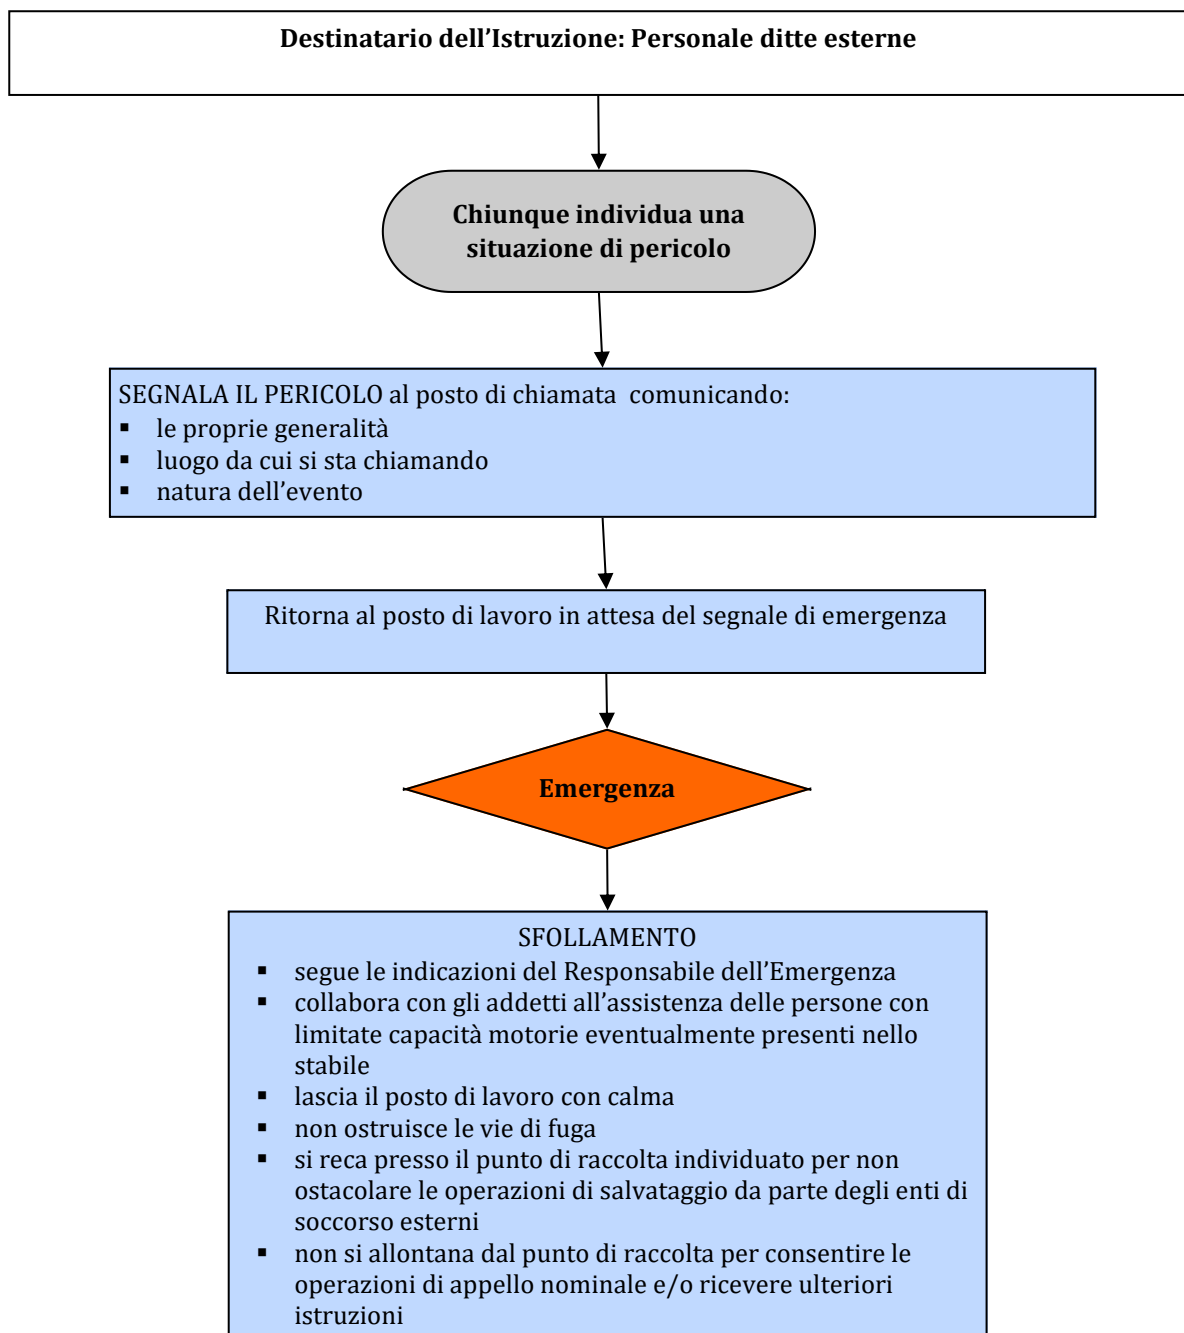 Destinatario dell’Istruzione: Personale ditte esterne
Chiunque individua una
situazione di pericolo
SEGNALA IL PERICOLO al posto di chiamata  comunicando:
▪ le proprie generalità
▪ luogo da cui si sta chiamando
▪ natura dell’evento
Ritorna al posto di lavoro in attesa del segnale di emergenza
Emergenza
SFOLLAMENTO
▪ segue le indicazioni del Responsabile dell’Emergenza
▪ collabora con gli addetti all’assistenza delle persone con
limitate capacità motorie eventualmente presenti nello
stabile
▪ lascia il posto di lavoro con calma
▪ non ostruisce le vie di fuga
▪ si reca presso il punto di raccolta individuato per non
ostacolare le operazioni di salvataggio da parte degli enti di
soccorso esterni
▪ non si allontana dal punto di raccolta per consentire le
operazioni di appello nominale e/o ricevere ulteriori
istruzioni